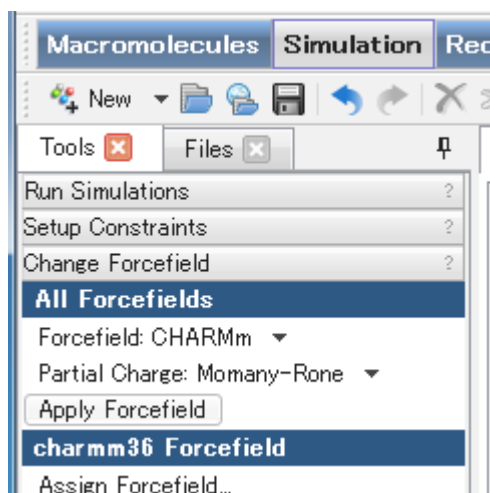 Macromolecules Simulation
New
Tools Files
Run Simulations ?
Setup Constraints ?
Change Forcefield ?
All Forcefields
Forcefield: CHARMm
Partial Charge: Momany-Rone
Apply Forcefield
charmm36 Forcefield
Assign Forcefield...